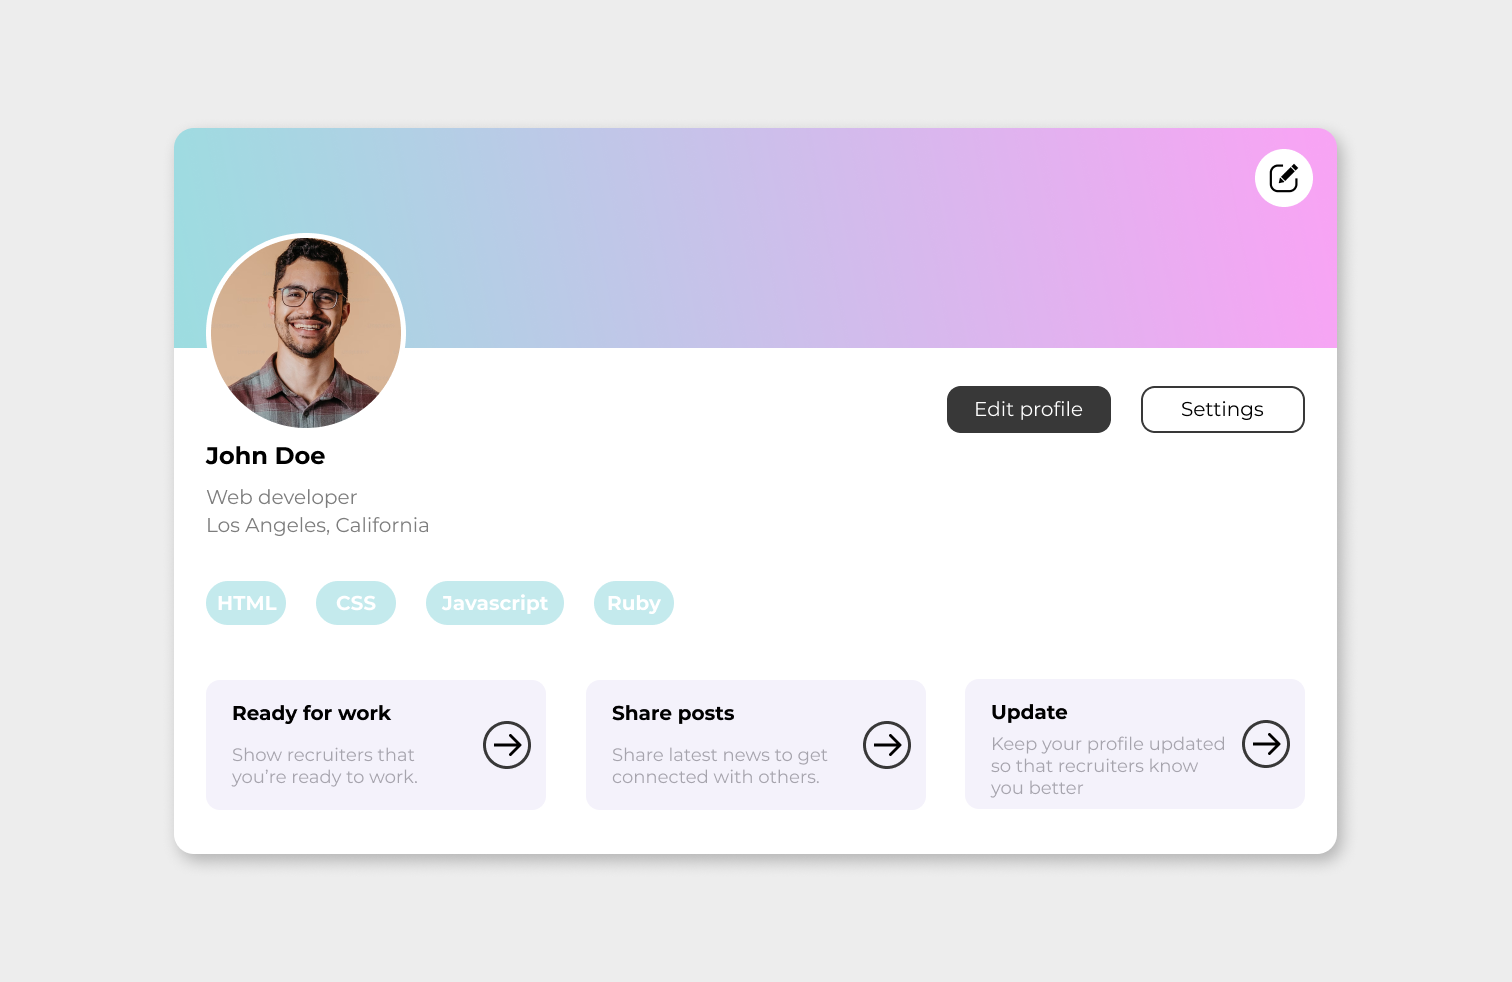 Edit profile
Settings
John Doe
Web developer
Los Angeles, California
HTML
CSS
Javascript
Ruby
Ready for work
Show recruiters that
you're ready to work.
Share posts
Share latest news to get
connected with others.
Update
Keep your profile updated
so that recruiters know
you better